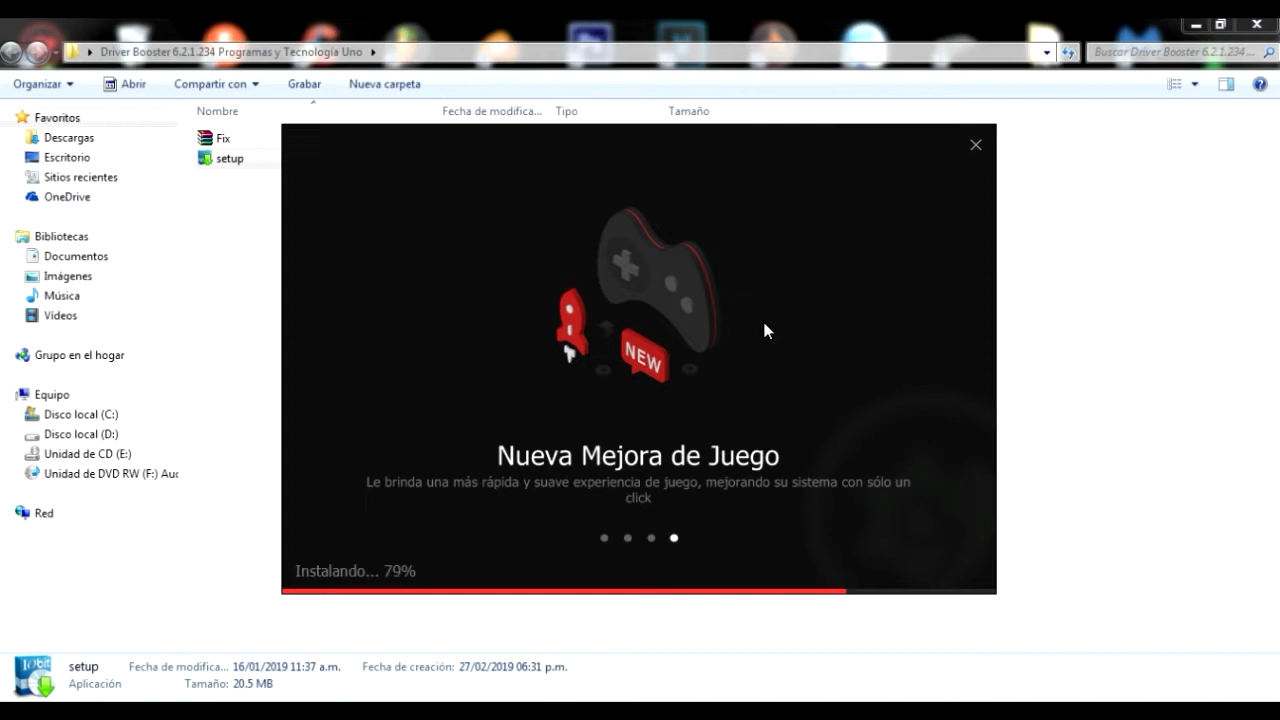 Driver Booster 6.2.1.234 Programas y Tecnología Uno
Buscar Driver Booster 6.2.1.234 ...
Organizar
Abrir
Compartir con
Grabar
Nueva carpeta
Nombre
Fecha de modifica...
Tipo
Tamaño
Favoritos
Descargas
Escritorio
Sitios recientes
OneDrive
Bibliotecas
Documentos
Imágenes
Música
Vídeos
Grupo en el hogar
Equipo
Disco local (C:)
Disco local (D:)
Unidad de CD (E:)
Unidad de DVD RW (F:) Auc
Red
Fix
setup
NEW
Nueva Mejora de Juego
Le brinda una más rápida y suave experiencia de juego, mejorando su sistema con sólo un
click
Instalando... 79%
IObit
setup
Fecha de modifica... 16/01/2019 11:37 a.m.
Fecha de creación: 27/02/2019 06:31 p.m.
Aplicación
Tamaño: 20.5 MB